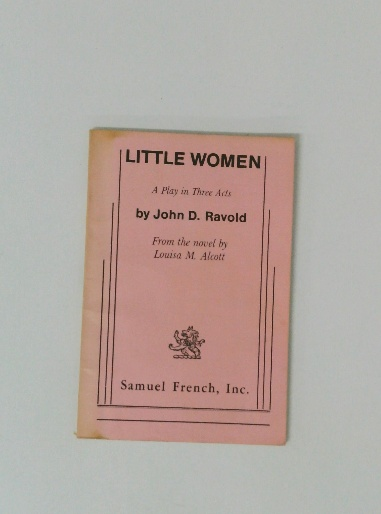 LITTLE WOMEN
A Play in Three Acts
by John D. Ravold
From the novel by
Louisa M. Alcott
Samuel French, Inc.